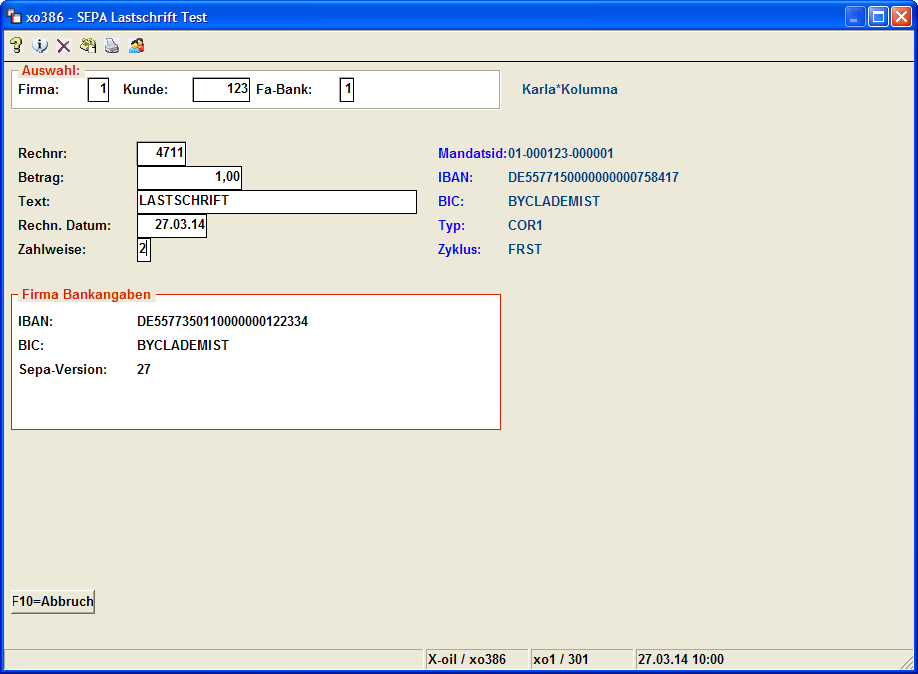 xo386 - SEPA Lastschrift Test
Auswahl:
Firma: 1 Kunde: 123 Fa-Bank: 1 Karla*Kolumna
Rechnr: 4711 Mandatsid: 01-000123-000001
Betrag: 1,00 IBAN: DE5577150000000000758417
Text: LASTSCHRIFT BIC: BYCLADEMIST
Rechn. Datum: 27.03.14 Typ: COR1
Zahlweise: 2 Zyklus: FRST
Firma Bankangaben
IBAN: DE5577350110000000122334
BIC: BYCLADEMIST
Sepa-Version: 27
F10=Abbruch
X-oil / xo386 xo1 / 301 27.03.14 10:00